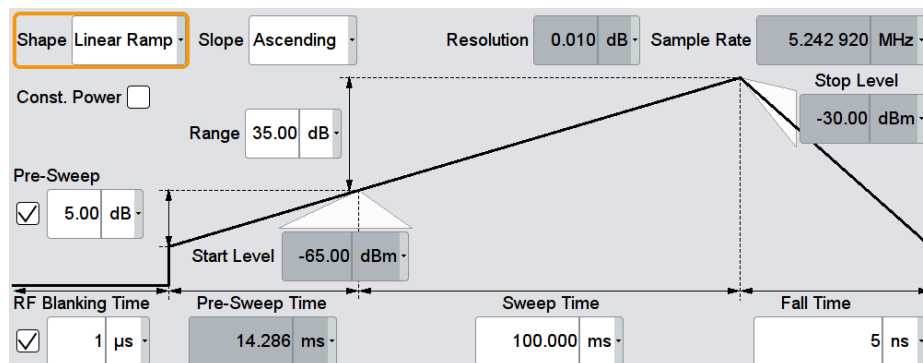 Shape Linear Ramp Slope Ascending Resolution 0.010 dB Sample Rate 5.242 920 MHz
Stop Level
Const. Power
-30.00 dBm
Range 35.00 dB
Pre-Sweep
5.00 dB
Start Level -65.00 dBm
RF Blanking Time Pre-Sweep Time Sweep Time Fall Time
1 µs 14.286 ms 100.000 ms 5 ns